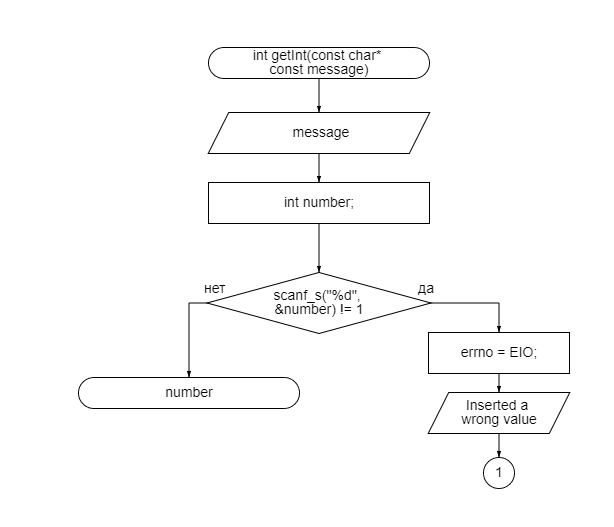 int getInt(const char*
const message)
message
int number;
нет
да
scanf_s("%d",
&number) != 1
errno = EIO;
number
Inserted a
wrong value
1